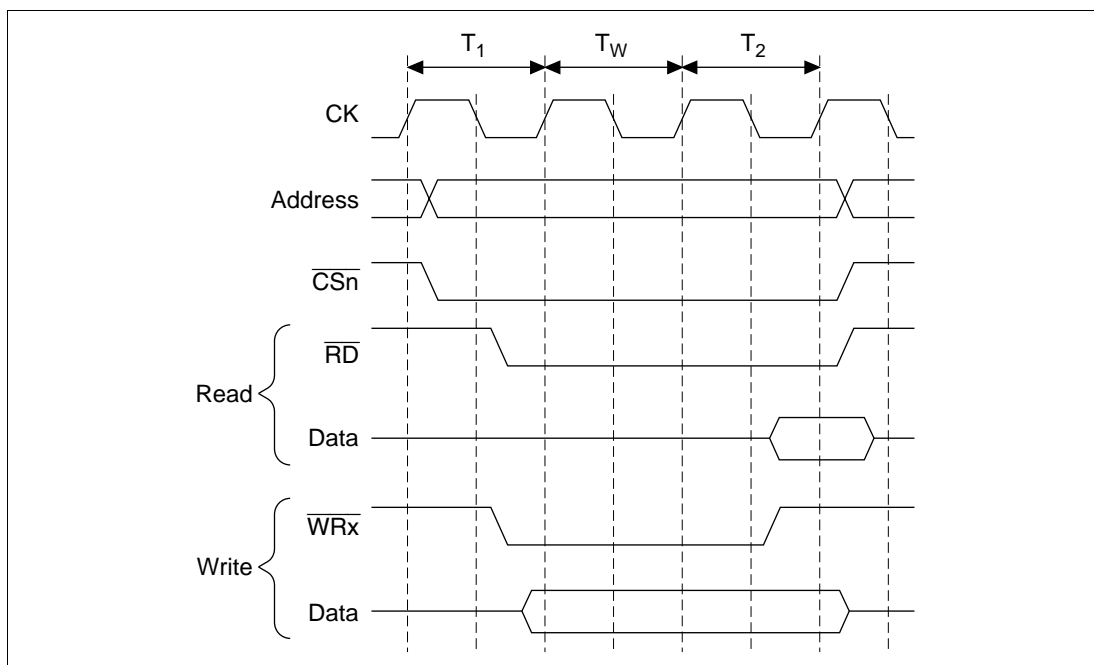 T1 TW T2
CK
Address
CSn
RD
Read
Data
WRx
Write
Data